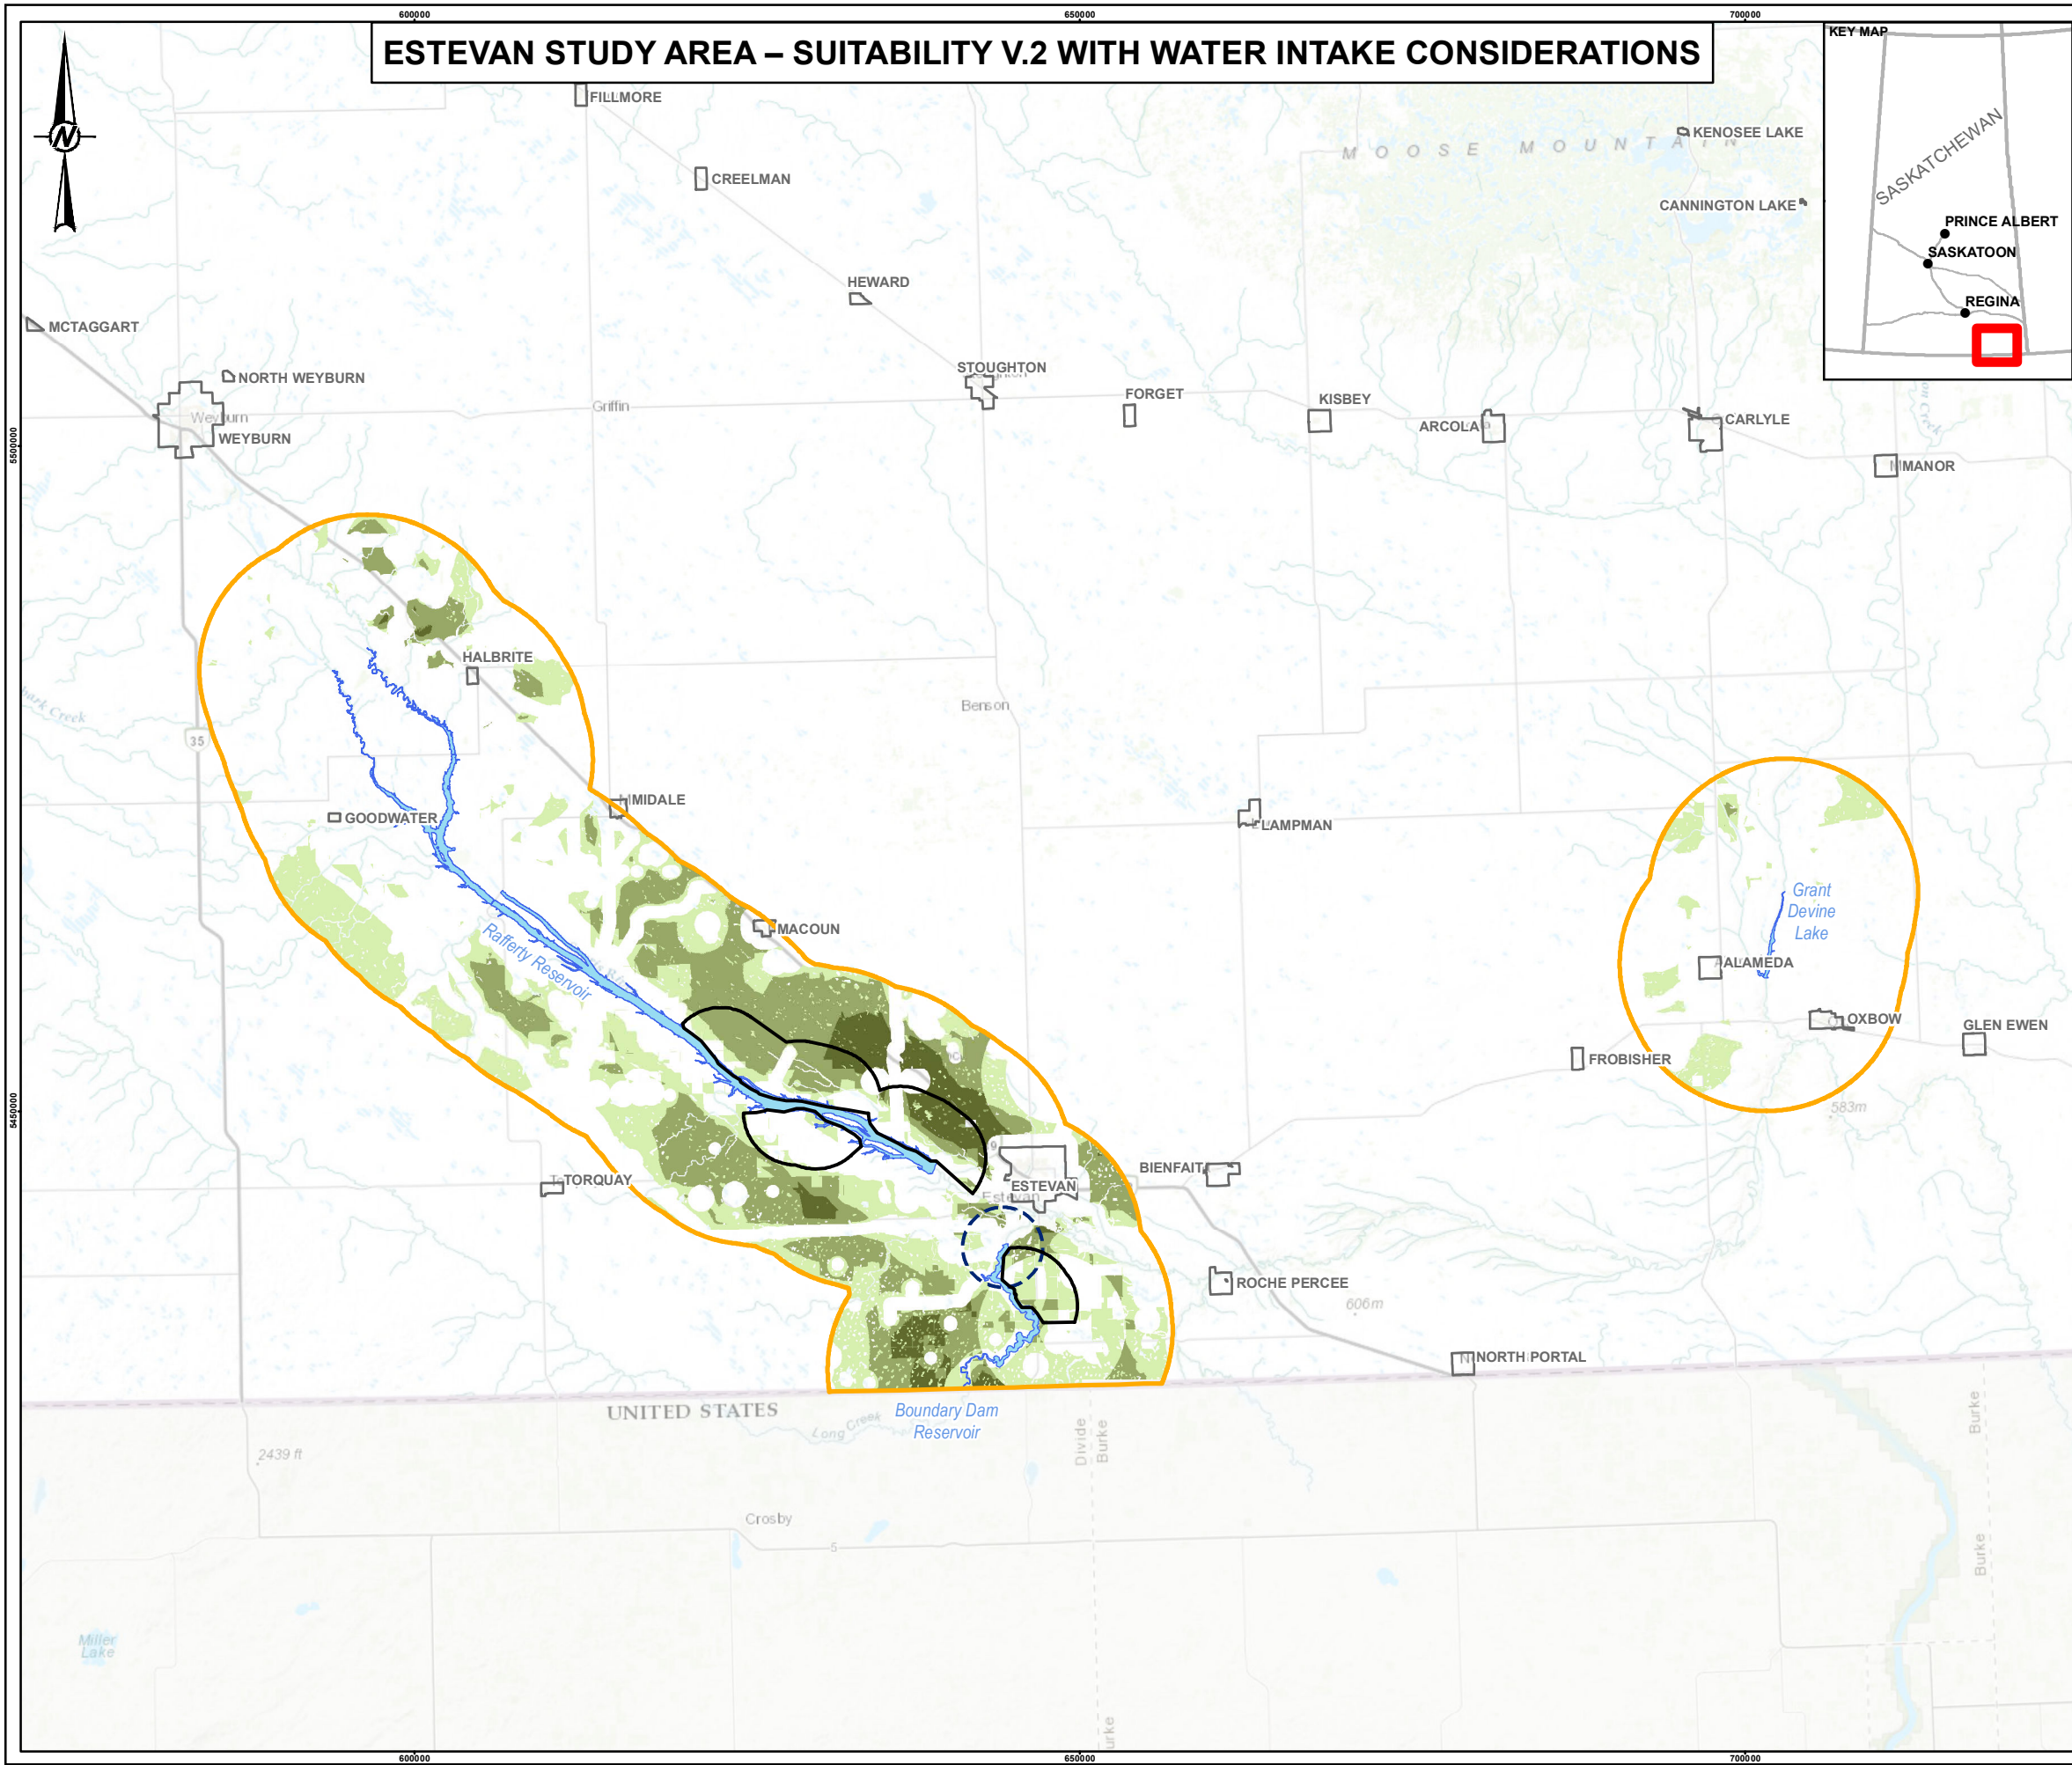 600000
650000
700000
ESTEVAN STUDY AREA – SUITABILITY V.2 WITH WATER INTAKE CONSIDERATIONS
KEY MAP
SASKATCHEWAN
PRINCE ALBERT
SASKATOON
REGINA
N
FILLMORE
KENOSEE LAKE
MOOSE MOUNTAIN
CREELMAN
CANNINGTON LAKE
HEWARD
MCTAGGART
STOUGHTON
NORTH WEYBURN
FORGET
KISBEY
Griffin
Weyburn
WEYBURN
ARCOLA
CARLYLE
5500000
MANOR
HALBRITE
Benson
35
MIDALE
GOODWATER
LAMPMAN
Grant
Devine
Lake
MACOUN
Rafferty Reservoir
ALAMEDA
OXBOW
GLEN EWEN
FROBISHER
5450000
583m
9
BIENFAIT
TORQUAY
ESTEVAN
Estevan
ROCHE PERCEE
606m
NORTH PORTAL
UNITED STATES
Boundary Dam
Reservoir
Long Creek
Divide
Burke
Burke
2439 ft
Crosby
5
Burke
Miller
Lake
600000
650000
700000